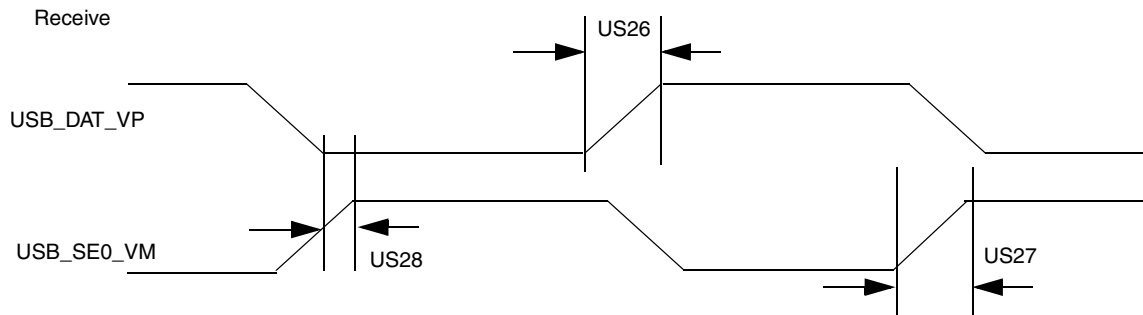 Receive
US26
USB_DAT_VP
USB_SE0_VM
US28
US27